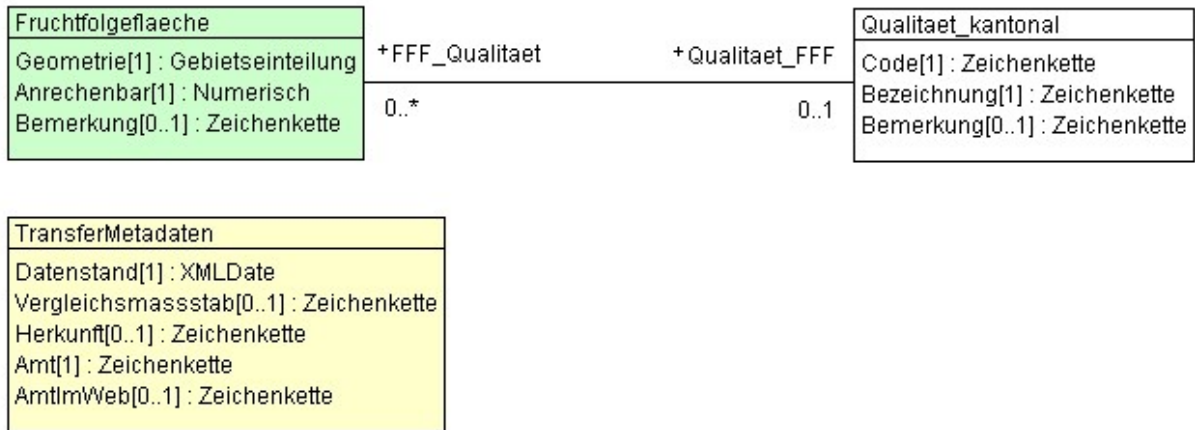 Fruchtfolgeflaeche
Geometrie[1] : Gebietseinteilung
Anrechenbar[1] : Numerisch
Bemerkung[0..1] : Zeichenkette
+FFF_Qualitaet
0..*
+Qualitaet_FFF
0..1
Qualitaet_kantonal
Code[1] : Zeichenkette
Bezeichnung[1] : Zeichenkette
Bemerkung[0..1] : Zeichenkette
TransferMetadaten
Datenstand[1] : XMLDate
Vergleichsmassstab[0..1] : Zeichenkette
Herkunft[0..1] : Zeichenkette
Amt[1] : Zeichenkette
AmtImWeb[0..1] : Zeichenkette